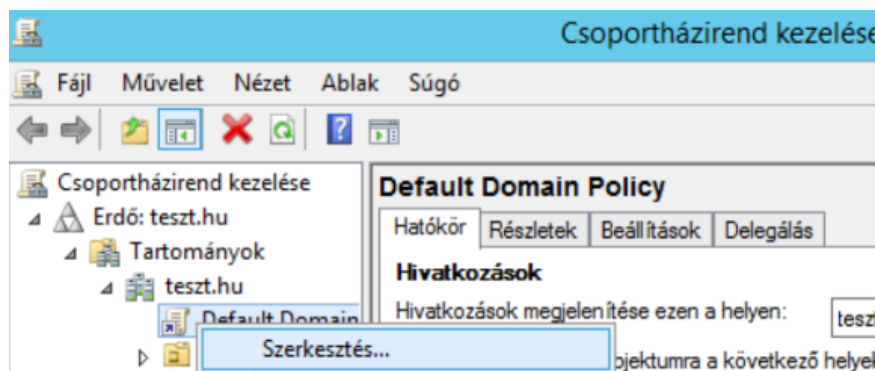 Csoportházirend kezelése
Fájl Művelet Nézet Ablak Súgó
Csoportházirend kezelése
Erdő: teszt.hu
Tartományok
teszt.hu
Default Domain
Szerkesztés...
Default Domain Policy
Hatókör Részletek Beállítások Delegálás
Hivatkozások
Hivatkozások megjelenítése ezen a helyen: teszt
objektumra a következő helyek